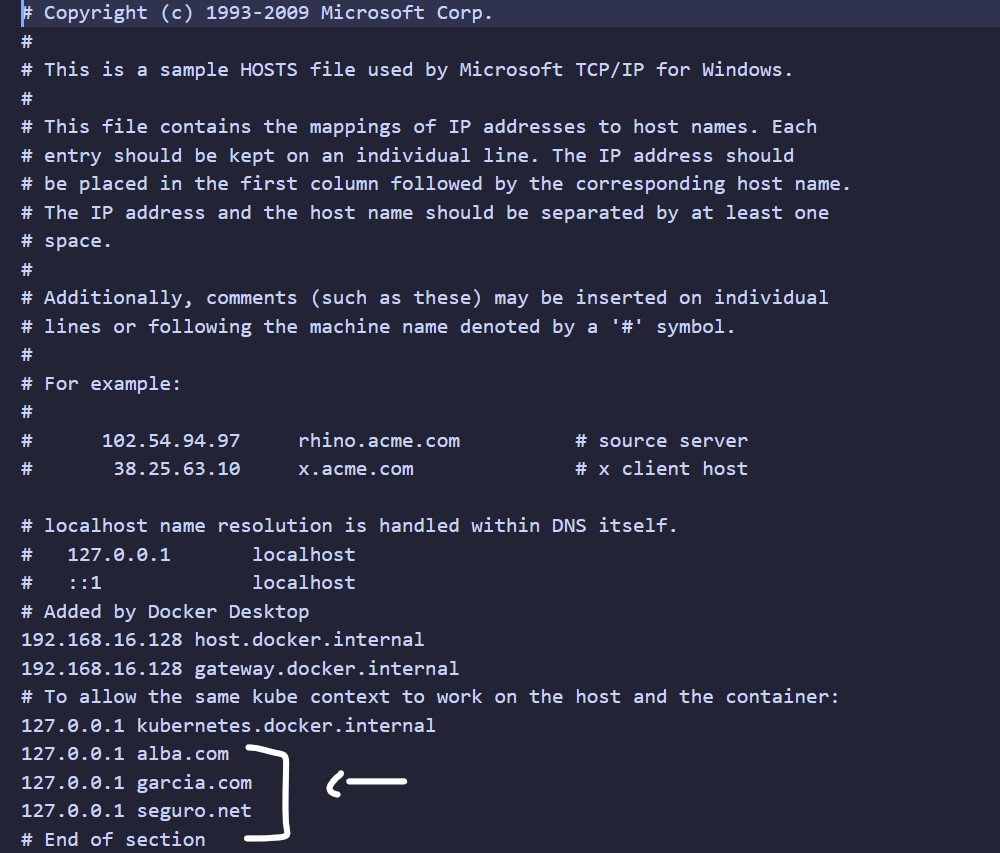 # Copyright (c) 1993-2009 Microsoft Corp.
#
# This is a sample HOSTS file used by Microsoft TCP/IP for Windows.
#
# This file contains the mappings of IP addresses to host names. Each
# entry should be kept on an individual line. The IP address should
# be placed in the first column followed by the corresponding host name.
# The IP address and the host name should be separated by at least one
# space.
#
# Additionally, comments (such as these) may be inserted on individual
# lines or following the machine name denoted by a '#' symbol.
#
# For example:
#
#      102.54.94.97     rhino.acme.com          # source server
#       38.25.63.10     x.acme.com              # x client host

# localhost name resolution is handled within DNS itself.
#   127.0.0.1       localhost
#   ::1             localhost
# Added by Docker Desktop
192.168.16.128 host.docker.internal
192.168.16.128 gateway.docker.internal
# To allow the same kube context to work on the host and the container:
127.0.0.1 kubernetes.docker.internal
127.0.0.1 alba.com
127.0.0.1 garcia.com
127.0.0.1 seguro.net
# End of section